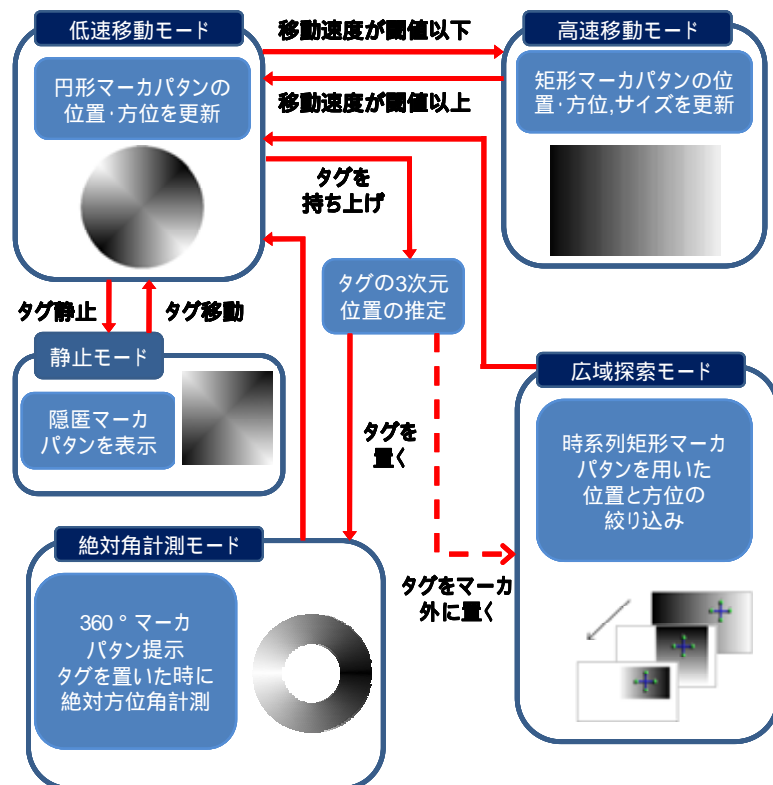 低速移動モード
円形マーカパタンの
位置・方位を更新
移動速度が閾値以下
移動速度が閾値以上
高速移動モード
矩形マーカパタンの位
置・方位,サイズを更新
タグを
持ち上げ
タグの3次元
位置の推定
タグ静止
タグ移動
静止モード
隠匿マーカ
パタンを表示
タグを
置く
タグをマーカ
外に置く
広域探索モード
時系列矩形マーカ
パタンを用いた
位置と方位の
絞り込み
絶対角計測モード
360°マーカ
パタン提示
タグを置いた時に
絶対方位角計測